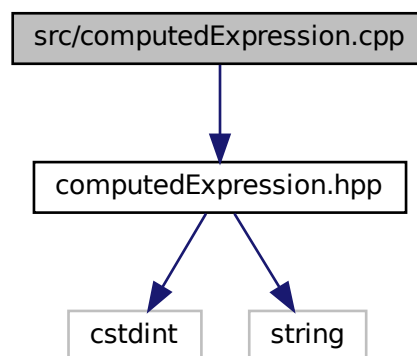 src/computedExpression.cpp
computedExpression.hpp
cstdint
string